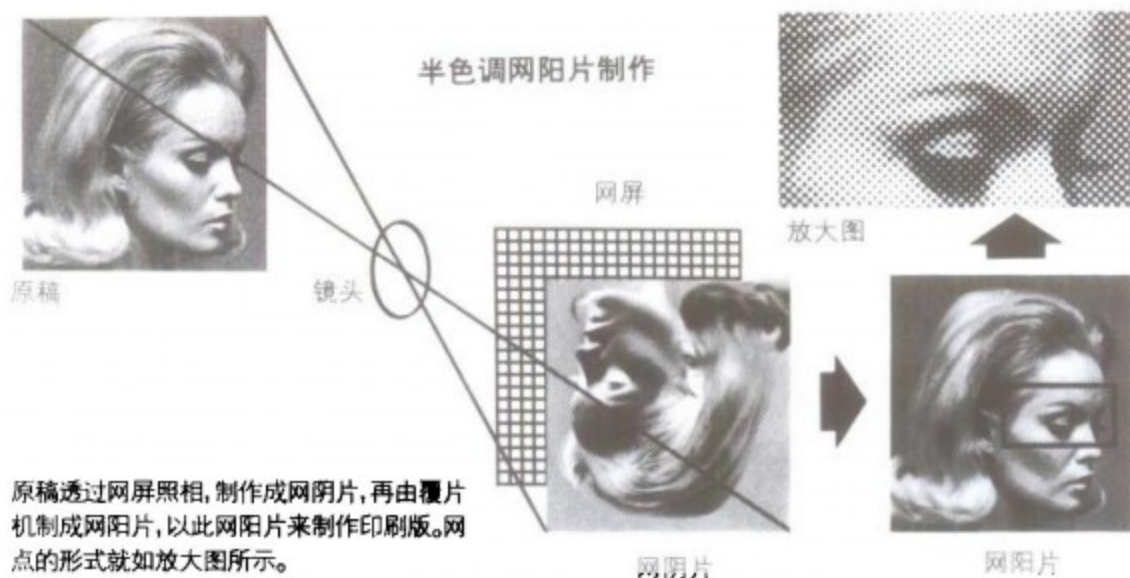 半色调网阳片制作
网屏
放大图
原稿
镜头
原稿透过网屏照相,制作成网阴片,再由覆片
机制成网阳片,以此网阳片来制作印刷版。网
点的形式就如放大图所示。
网阴片
网阳片